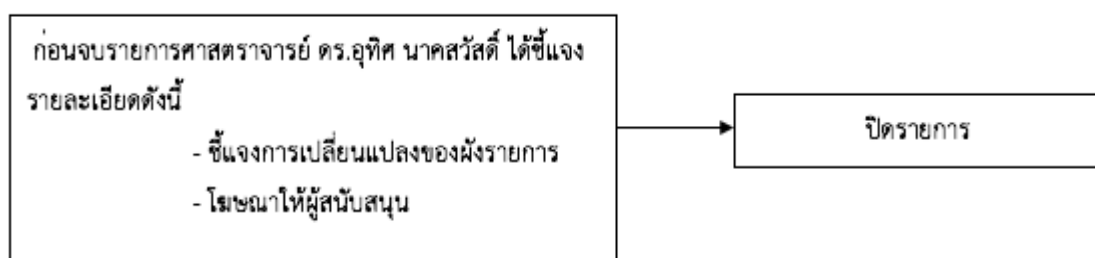 ก่อนจบรายการศาสตราจารย์ ดร.อุทิศ นาคสวัสดิ์ ได้ชี้แจง
รายละเอียดดังนี้
- ชี้แจงการเปลี่ยนแปลงของผังรายการ
- โฆษณาให้ผู้สนับสนุน
ปิดรายการ